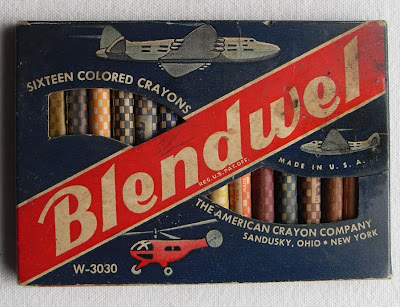 SIXTEEN COLORED CRAYONS
Blendwel
REG. U.S. PAT. OFF.
MADE IN U.S.A.
THE AMERICAN CRAYON COMPANY
SANDUSKY, OHIO • NEW YORK
W-3030